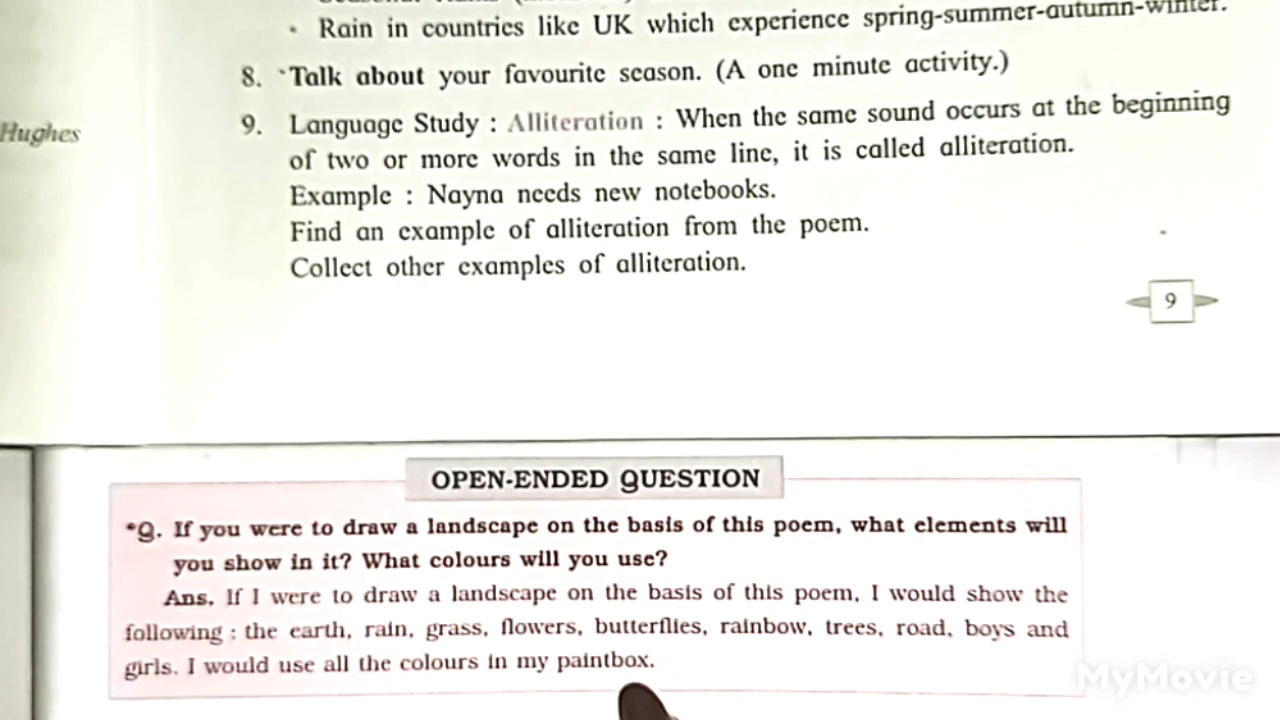 • Rain in countries like UK which experience spring-summer-autumn-winter.
8. Talk about your favourite season. (A one minute activity.)
Hughes
9. Language Study : Alliteration : When the same sound occurs at the beginning
of two or more words in the same line, it is called alliteration.
Example : Nayna needs new notebooks.
Find an example of alliteration from the poem.
Collect other examples of alliteration.
9
OPEN-ENDED QUESTION
*Q. If you were to draw a landscape on the basis of this poem, what elements will
you show in it? What colours will you use?
Ans. If I were to draw a landscape on the basis of this poem, I would show the
following : the earth, rain, grass, flowers, butterflies, rainbow, trees, road, boys and
girls. I would use all the colours in my paintbox.
MyMovie